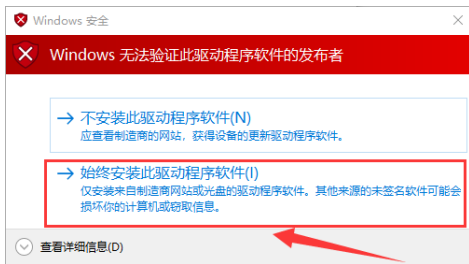 Windows 安全
Windows 无法验证此驱动程序软件的发布者
不安装此驱动程序软件(N)
应查看制造商的网站，获得设备的更新驱动程序软件。
始终安装此驱动程序软件(I)
仅安装来自制造商网站或光盘的驱动程序软件。其他来源的未签名软件可能会
损坏你的计算机或窃取信息。
查看详细信息(D)